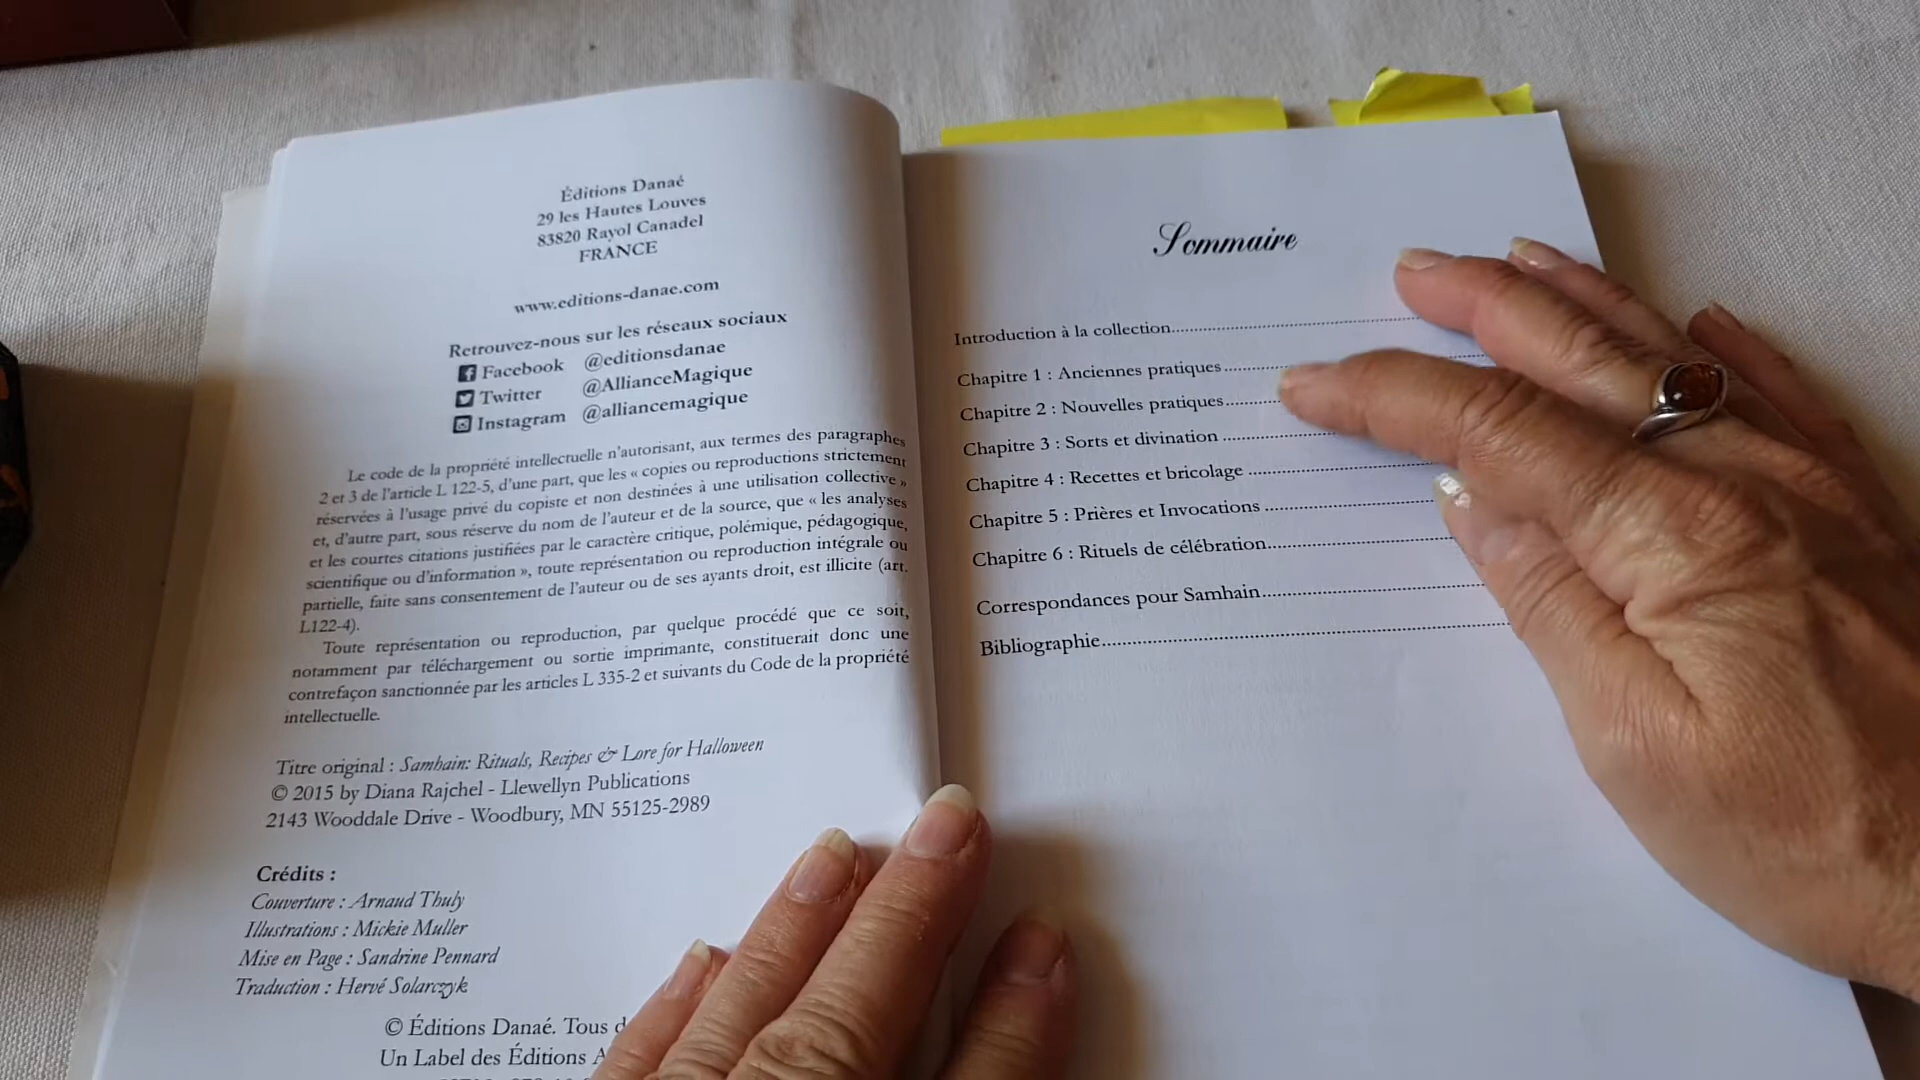 Éditions Danaé
29 les Hautes Louves
83820 Rayol Canadel
FRANCE
www.editions-danae.com
Retrouvez-nous sur les réseaux sociaux
Facebook @editionsdanae
Twitter @AllianceMagique
Instagram @alliancemagique
Le code de la propriété intellectuelle n'autorisant, aux termes des paragraphes
2 et 3 de l'article L 122-5, d'une part, que les « copies ou reproductions strictement
réservées à l'usage privé du copiste et non destinées à une utilisation collective »
et, d'autre part, sous réserve du nom de l'auteur et de la source, que « les analyses
et les courtes citations justifiées par le caractère critique, polémique, pédagogique,
scientifique ou d'information », toute représentation ou reproduction intégrale ou
partielle, faite sans consentement de l'auteur ou de ses ayants droit, est illicite (art.
L122-4).
Toute représentation ou reproduction, par quelque procédé que ce soit,
notamment par téléchargement ou sortie imprimante, constituerait donc une
contrefaçon sanctionnée par les articles L 335-2 et suivants du Code de la propriété
intellectuelle.
Titre original : Samhain: Rituals, Recipes & Lore for Halloween
© 2015 by Diana Rajchel - Llewellyn Publications
2143 Wooddale Drive - Woodbury, MN 55125-2989
Crédits :
Couverture : Arnaud Thuly
Illustrations : Mickie Muller
Mise en Page : Sandrine Pennard
Traduction : Hervé Solarczyk
© Éditions Danaé. Tous
Un Label des Éditions
Sommaire
Introduction à la collection
Chapitre 1 : Anciennes pratiques
Chapitre 2 : Nouvelles pratiques
Chapitre 3 : Sorts et divination
Chapitre 4 : Recettes et bricolage
Chapitre 5 : Prières et Invocations
Chapitre 6 : Rituels de célébration
Correspondances pour Samhain
Bibliographie